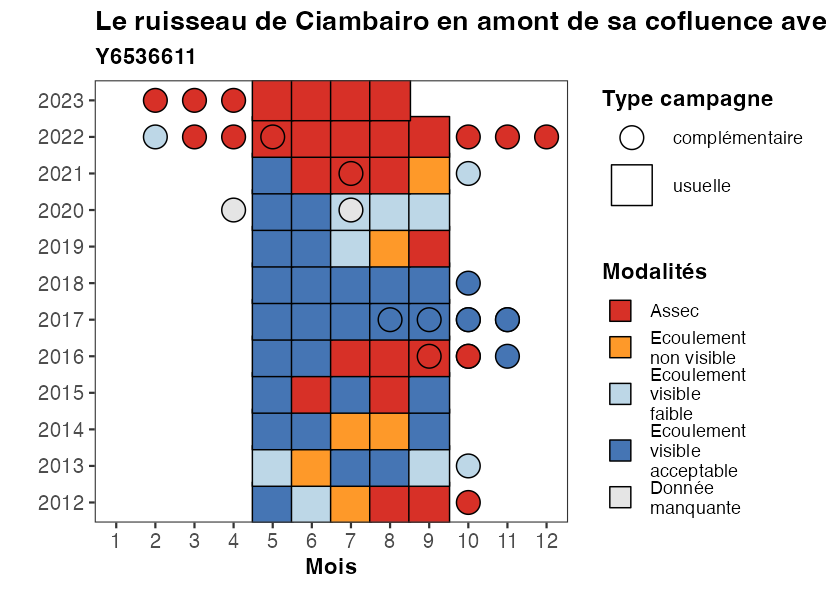 Le ruisseau de Ciambairo en amont de sa cofluence ave
Y6536611
2023
2022
2021
2020
2019
2018
2017
2016
2015
2014
2013
2012
1 2 3 4 5 6 7 8 9 10 11 12
Mois
Type campagne
complémentaire
usuelle
Modalités
Assec
Ecoulement
non visible
Ecoulement
visible
faible
Ecoulement
visible
acceptable
Donnée
manquante